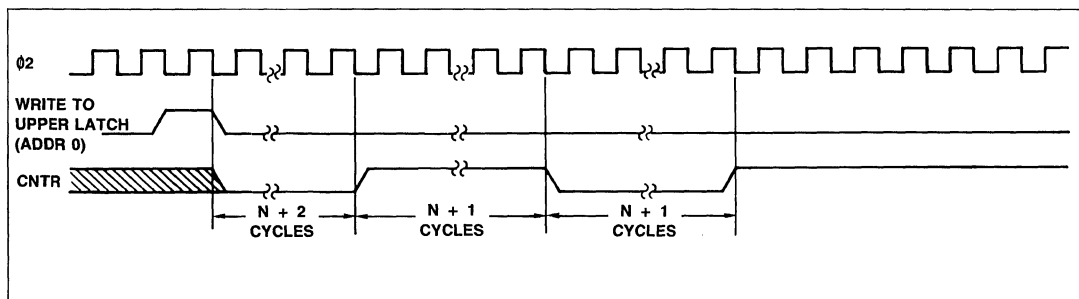 ϕ2
WRITE TO
UPPER LATCH
(ADDR 0)
CNTR
N + 2
CYCLES
N + 1
CYCLES
N + 1
CYCLES